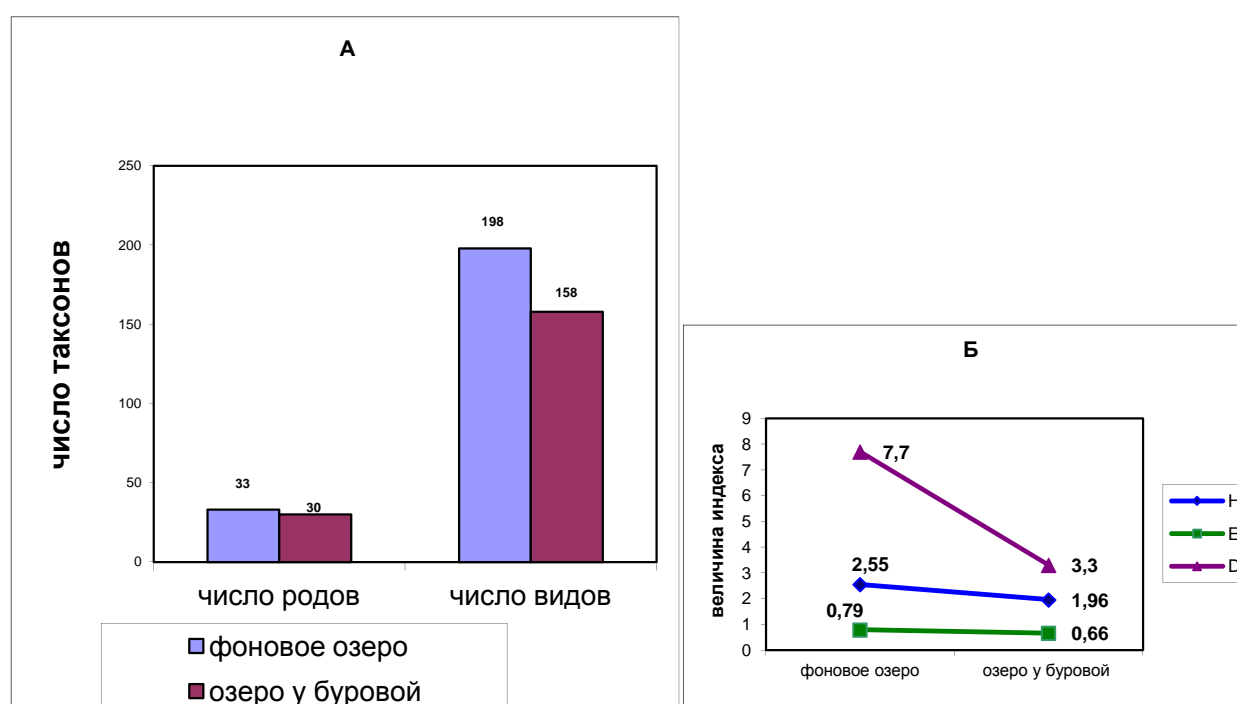 А
число таксонов
250
200
150
100
50
0
33
30
198
158
число родов
число видов
фоновое озеро
озеро у буровой
Б
величина индекса
9
8
7
6
5
4
3
2
1
0
7,7
3,3
2,55
1,96
0,79
0,66
фоновое озеро
озеро у буровой
H
E
D